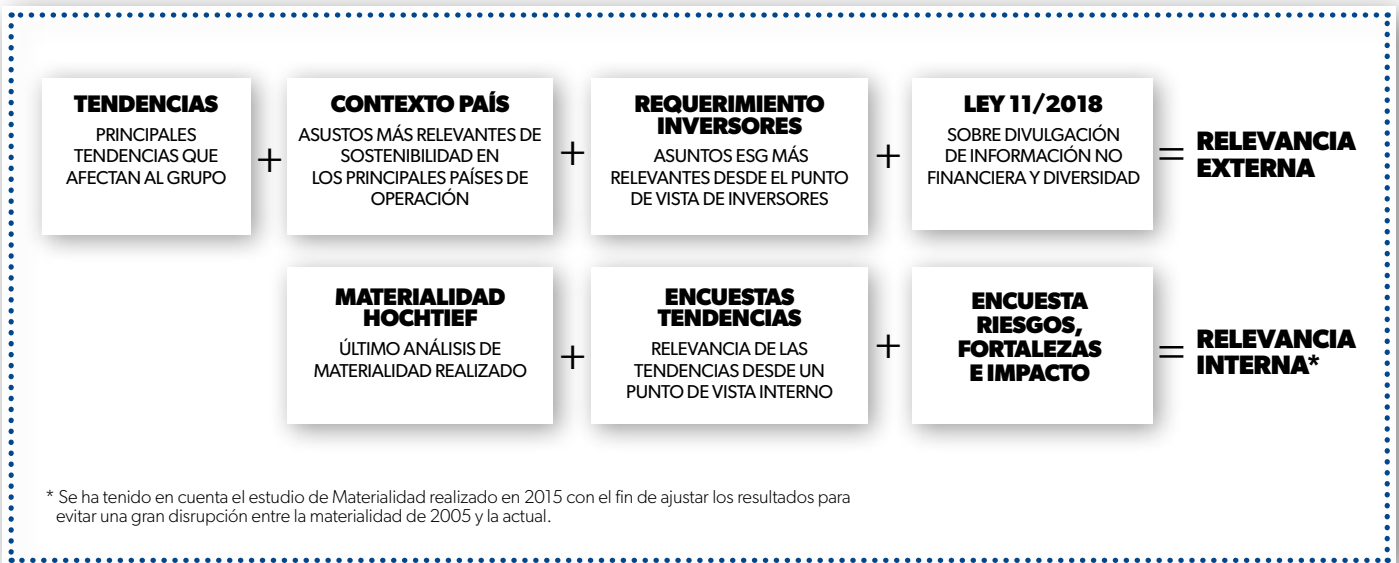 TENDENCIAS
PRINCIPALES
TENDENCIAS QUE
AFECTAN AL GRUPO
+
CONTEXTO PAÍS
ASUSTOS MÁS RELEVANTES DE
SOSTENIBILIDAD EN
LOS PRINCIPALES PAÍSES DE
OPERACIÓN
+
REQUERIMIENTO
INVERSORES
ASUNTOS ESG MÁS
RELEVANTES DESDE EL PUNTO
DE VISTA DE INVERSORES
+
LEY 11/2018
SOBRE DIVULGACIÓN
DE INFORMACIÓN NO
FINANCIERA Y DIVERSIDAD
=
RELEVANCIA
EXTERNA
MATERIALIDAD
HOCHTIEF
ÚLTIMO ANÁLISIS DE
MATERIALIDAD REALIZADO
+
ENCUESTAS
TENDENCIAS
RELEVANCIA DE LAS
TENDENCIAS DESDE UN
PUNTO DE VISTA INTERNO
+
ENCUESTA
RIESGOS,
FORTALEZAS
E IMPACTO
=
RELEVANCIA
INTERNA*
* Se ha tenido en cuenta el estudio de Materialidad realizado en 2015 con el fin de ajustar los resultados para
evitar una gran disrupción entre la materialidad de 2005 y la actual.